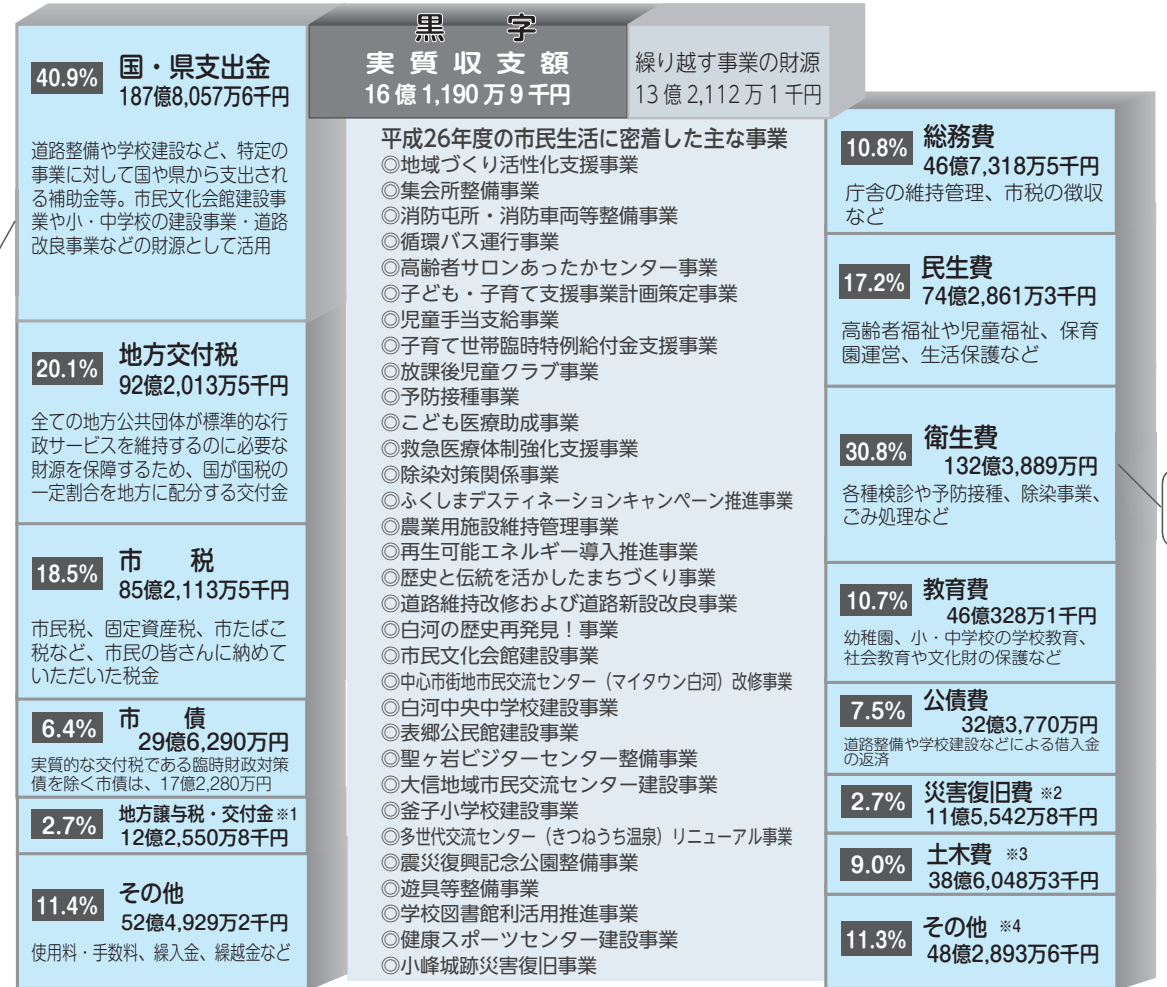 40.9%
国・県支出金
187億8,057万6千円
道路整備や学校建設など、特定の
事業に対して国や県から支出され
る補助金等。市民文化会館建設事
業や小・中学校の建設事業・道路
改良事業などの財源として活用
20.1%
地方交付税
92億2,013万5千円
全ての地方公共団体が標準的な行
政サービスを維持するのに必要な
財源を保障するため、国が国税の
一定割合を地方に配分する交付金
18.5%
市　税
85億2,113万5千円
市民税、固定資産税、市たばこ
税など、市民の皆さんに納めて
いただいた税金
6.4%
市　債
29億6,290万円
実質的な交付税である臨時財政対策
債を除く市債は、17億2,280万円
2.7%
地方譲与税・交付金※1
12億2,550万8千円
11.4%
その他
52億4,929万2千円
使用料・手数料、繰入金、繰越金など
黒　字
実質収支額
16億1,190万9千円
繰り越す事業の財源
13億2,112万1千円
平成26年度の市民生活に密着した主な事業
◎地域づくり活性化支援事業
◎集会所整備事業
◎消防屯所・消防車両等整備事業
◎循環バス運行事業
◎高齢者サロンあったかセンター事業
◎子ども・子育て支援事業計画策定事業
◎児童手当支給事業
◎子育て世帯臨時特例給付金支援事業
◎放課後児童クラブ事業
◎予防接種事業
◎こども医療助成事業
◎救急医療体制強化支援事業
◎除染対策関係事業
◎ふくしまデスティネーションキャンペーン推進事業
◎農業用施設維持管理事業
◎再生可能エネルギー導入推進事業
◎歴史と伝統を活かしたまちづくり事業
◎道路維持改修および道路新設改良事業
◎白河の歴史再発見！事業
◎市民文化会館建設事業
◎中心市街地市民交流センター（マイタウン白河）改修事業
◎白河中央中学校建設事業
◎表郷公民館建設事業
◎聖ヶ岩ビジターセンター整備事業
◎大信地域市民交流センター建設事業
◎釜子小学校建設事業
◎多世代交流センター（きつねうち温泉）リニューアル事業
◎震災復興記念公園整備事業
◎遊具等整備事業
◎学校図書館利活用推進事業
◎健康スポーツセンター建設事業
◎小峰城跡災害復旧事業
10.8%
総務費
46億7,318万5千円
庁舎の維持管理、市税の徴収
など
17.2%
民生費
74億2,861万3千円
高齢者福祉や児童福祉、保育
園運営、生活保護など
30.8%
衛生費
132億3,889万円
各種検診や予防接種、除染事業、
ごみ処理など
10.7%
教育費
46億328万1千円
幼稚園、小・中学校の学校教育、
社会教育や文化財の保護など
7.5%
公債費
32億3,770万円
道路整備や学校建設などによる借入金
の返済
2.7%
災害復旧費 ※2
11億5,542万8千円
9.0%
土木費 ※3
38億6,048万3千円
11.3%
その他 ※4
48億2,893万6千円